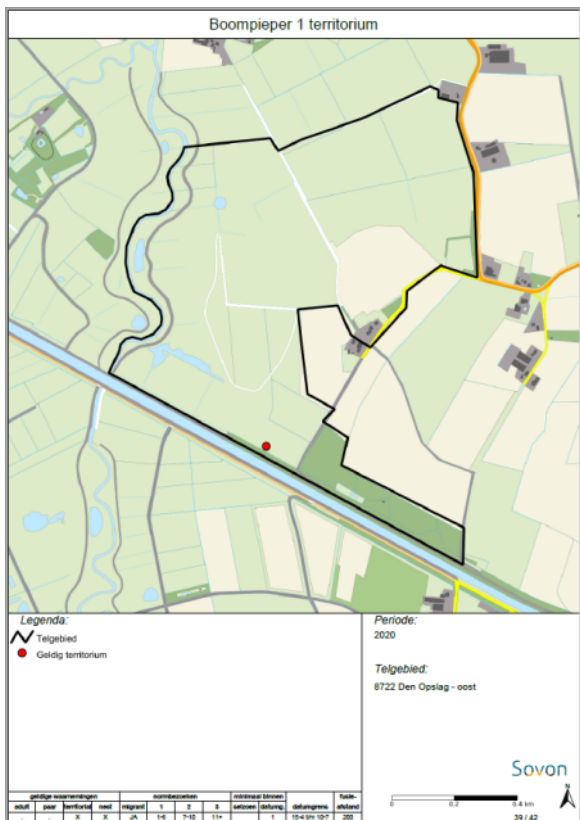 Boompieper 1 territorium
Legenda:
Telgebied
Geldig territorium
Periode:
2020
Telgebied:
8722 Den Opslag - oost
Sovon
0 0.2 0.4 km
N
39 / 42
geldige waarnemingen normbezoeken minimaal binnen fusie-
adult paar territoriaal nest migrant 1 2 3 seizoen datumg. datumgrens afstand
. . X X JA 1-6 7-10 11+ 1 200